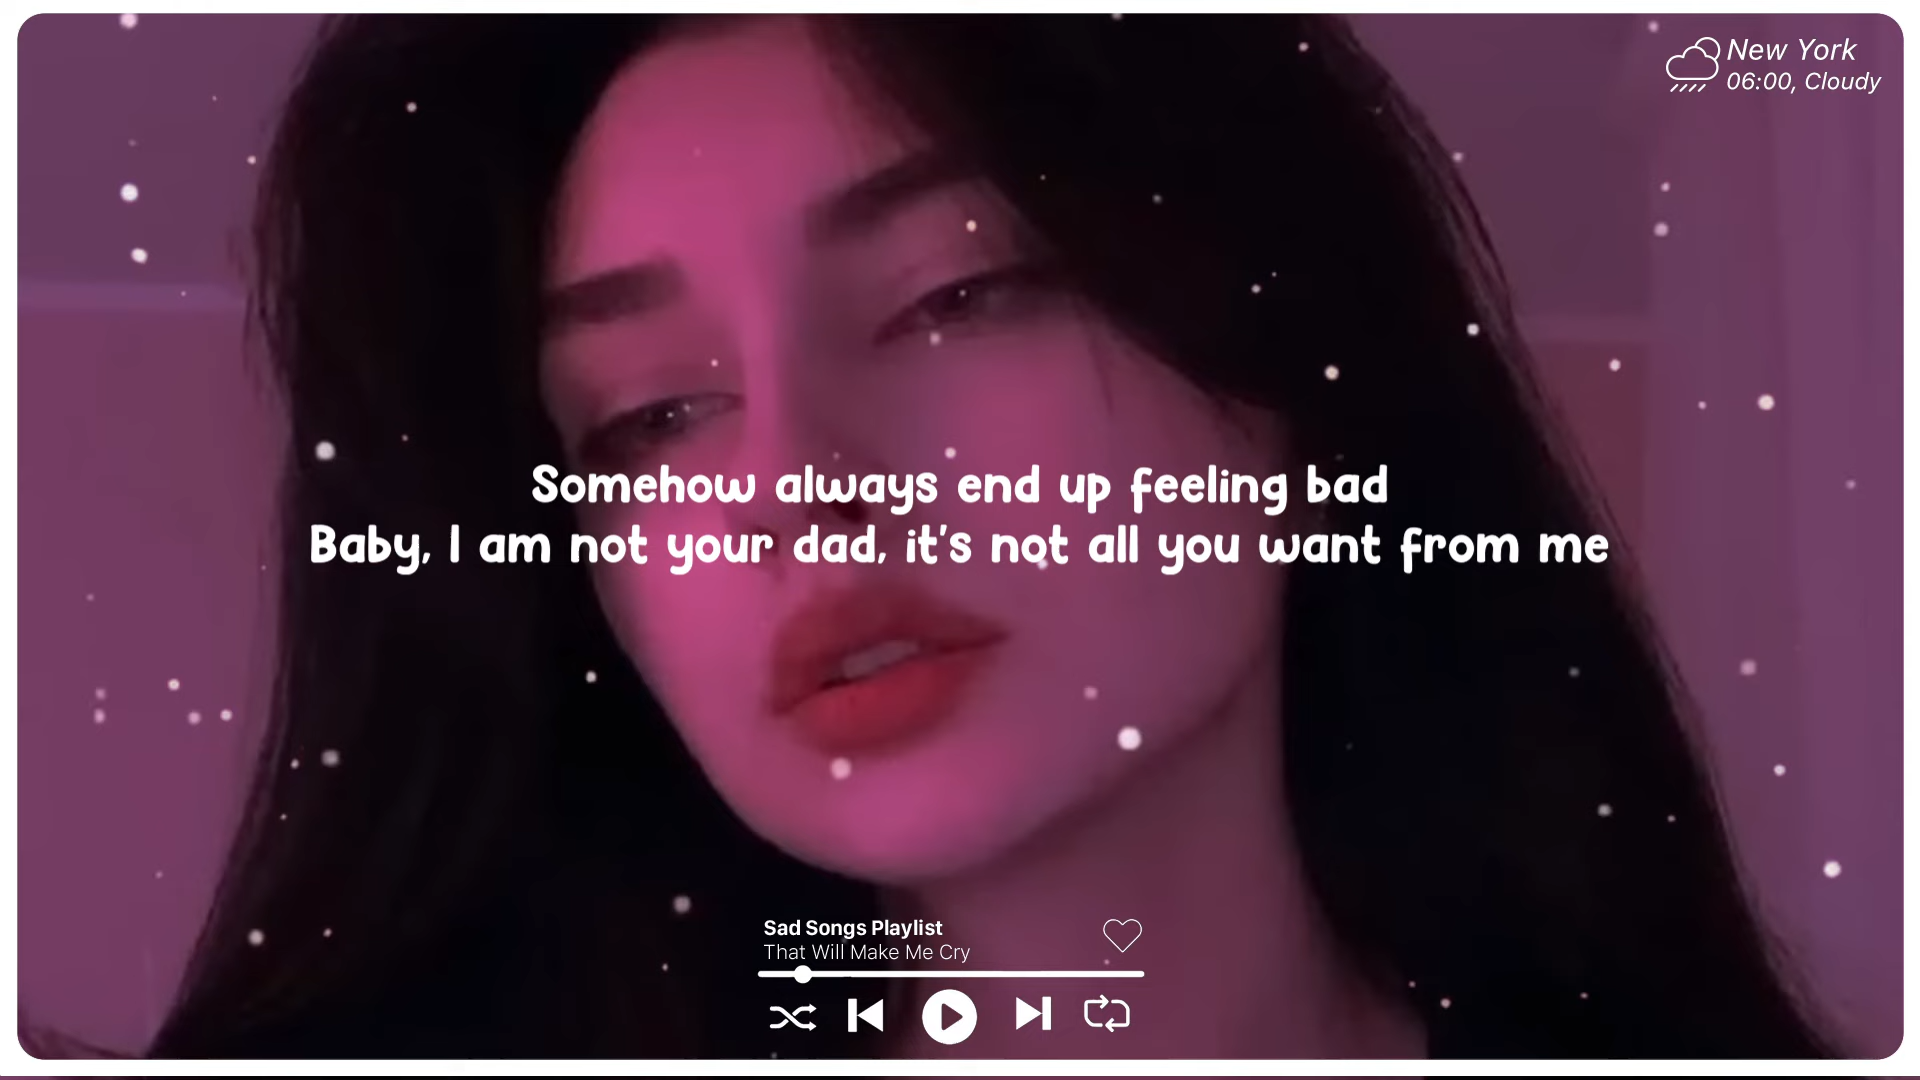 New York
06:00, Cloudy
Somehow always end up feeling bad
Baby, I am not your dad, it's not all you want from me
Sad Songs Playlist
That Will Make Me Cry